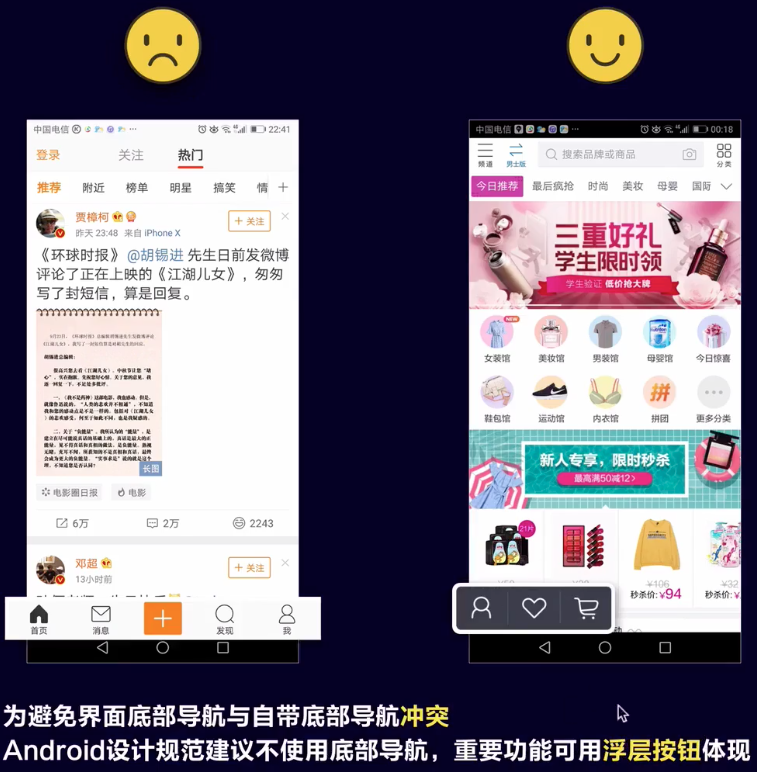 中国电信
22:41
登录
关注
热门
推荐
附近
榜单
明星
搞笑
情
贾樟柯
昨天 23:48 来自 iPhone X
+ 关注
《环球时报》@胡锡进 先生日前发微博
评论了正在上映的《江湖儿女》，匆匆
写了封短信，算是回复。
胡锡进总编辑：
长图
电影圈日报
电影
6万
2万
2243
邓超
13小时前
+ 关注
首页
消息
发现
我
中国电信
00:18
频道
男士版
搜索品牌或商品
分类
今日推荐
最后疯抢
时尚
美妆
母婴
国际
三重好礼
学生限时领
学生验证 低价抢大牌
NEW
女装馆
美妆馆
男装馆
母婴馆
今日惊喜
拼
鞋包馆
运动馆
内衣馆
拼团
更多分类
新人专享，限时秒杀
最高满50减12>
21片
¥106
¥32
秒杀价: ¥94
秒杀价: ¥
为避免界面底部导航与自带底部导航冲突
Android设计规范建议不使用底部导航，重要功能可用浮层按钮体现